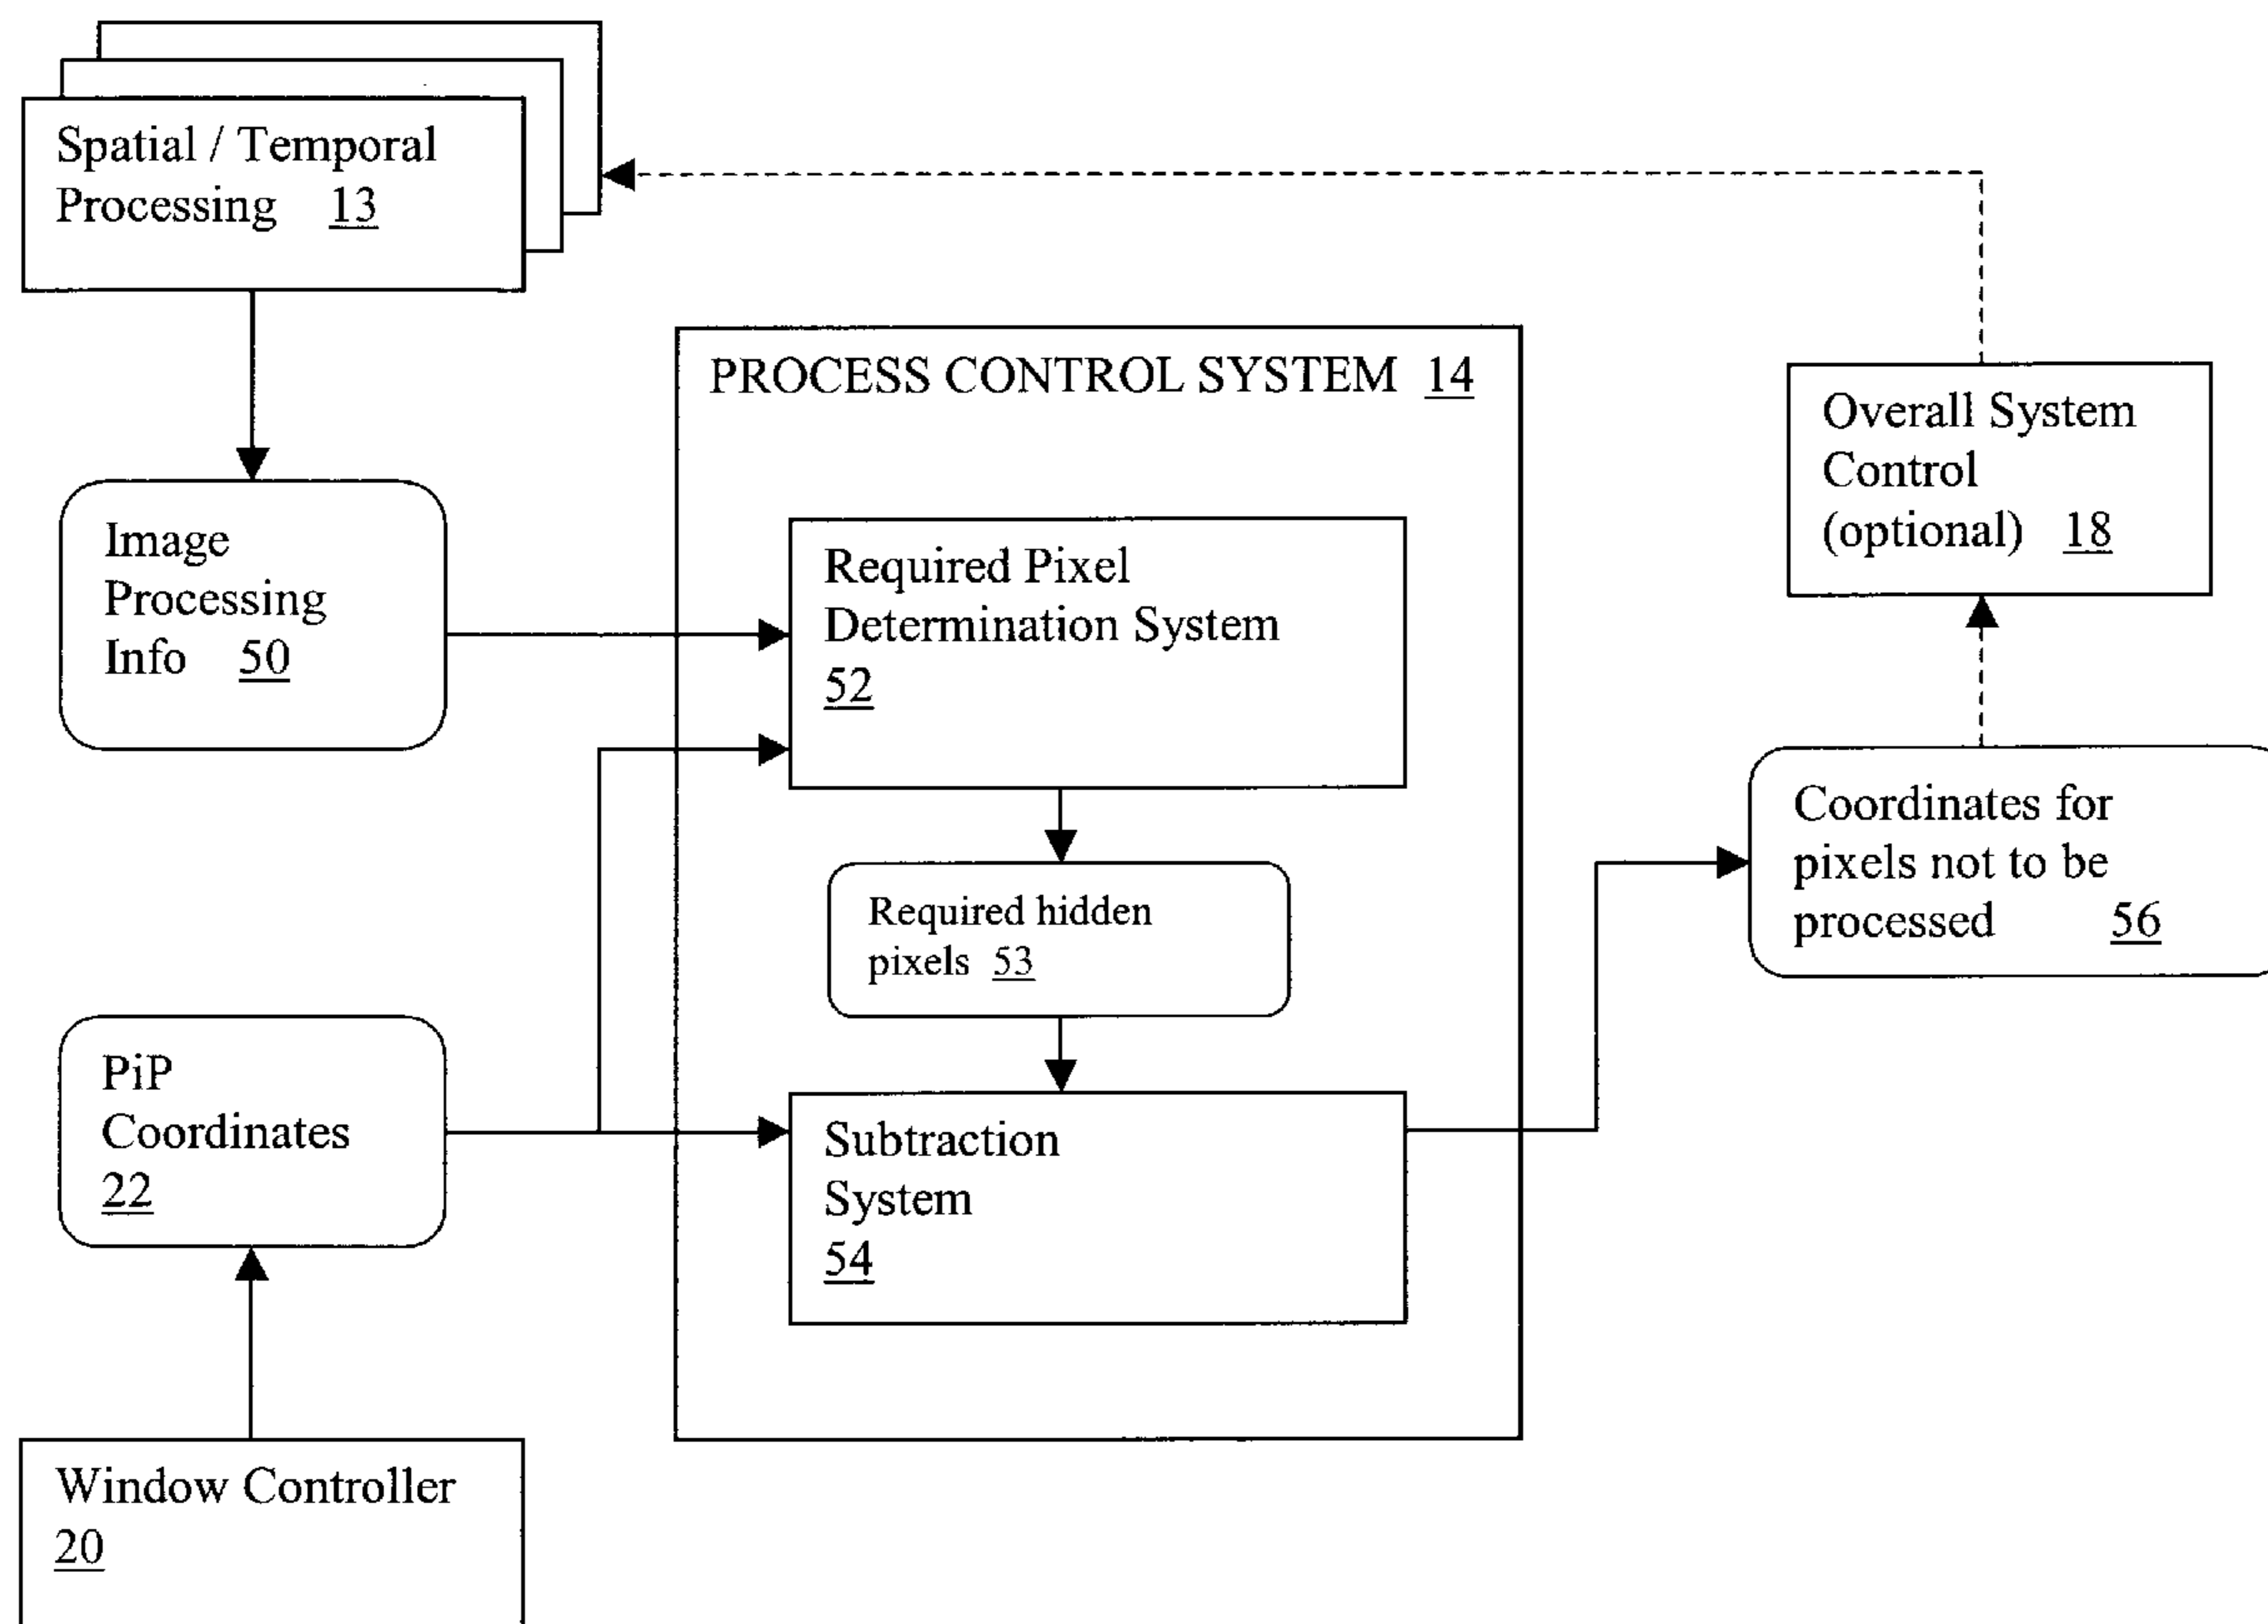 Spatial / Temporal
Processing 13
PROCESS CONTROL SYSTEM 14
Image
Processing
Info 50
Required Pixel
Determination System
52
Overall System
Control
(optional) 18
Required hidden
pixels 53
Coordinates for
pixels not to be
processed 56
PiP
Coordinates
22
Subtraction
System
54
Window Controller
20